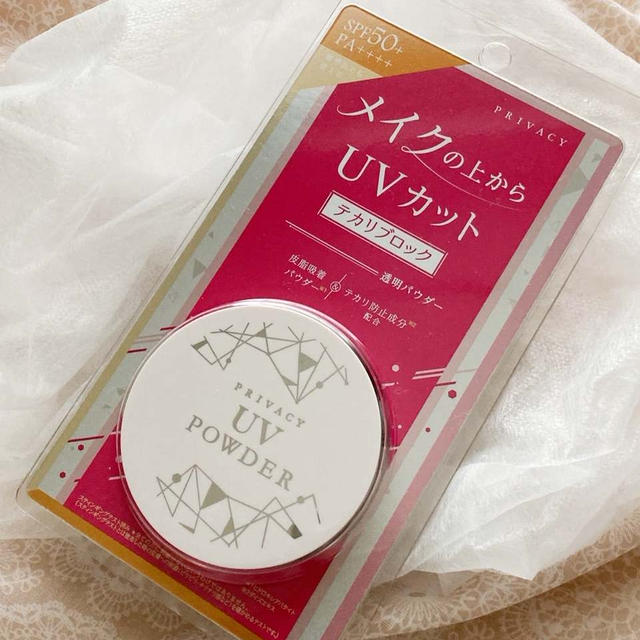 SPF50+
PA++++
PRIVACY
メイクの上から
UVカット
テカリブロック
透明パウダー
皮脂吸着
パウダー※1
&
テカリ防止成分※2
配合
PRIVACY
UV
POWDER